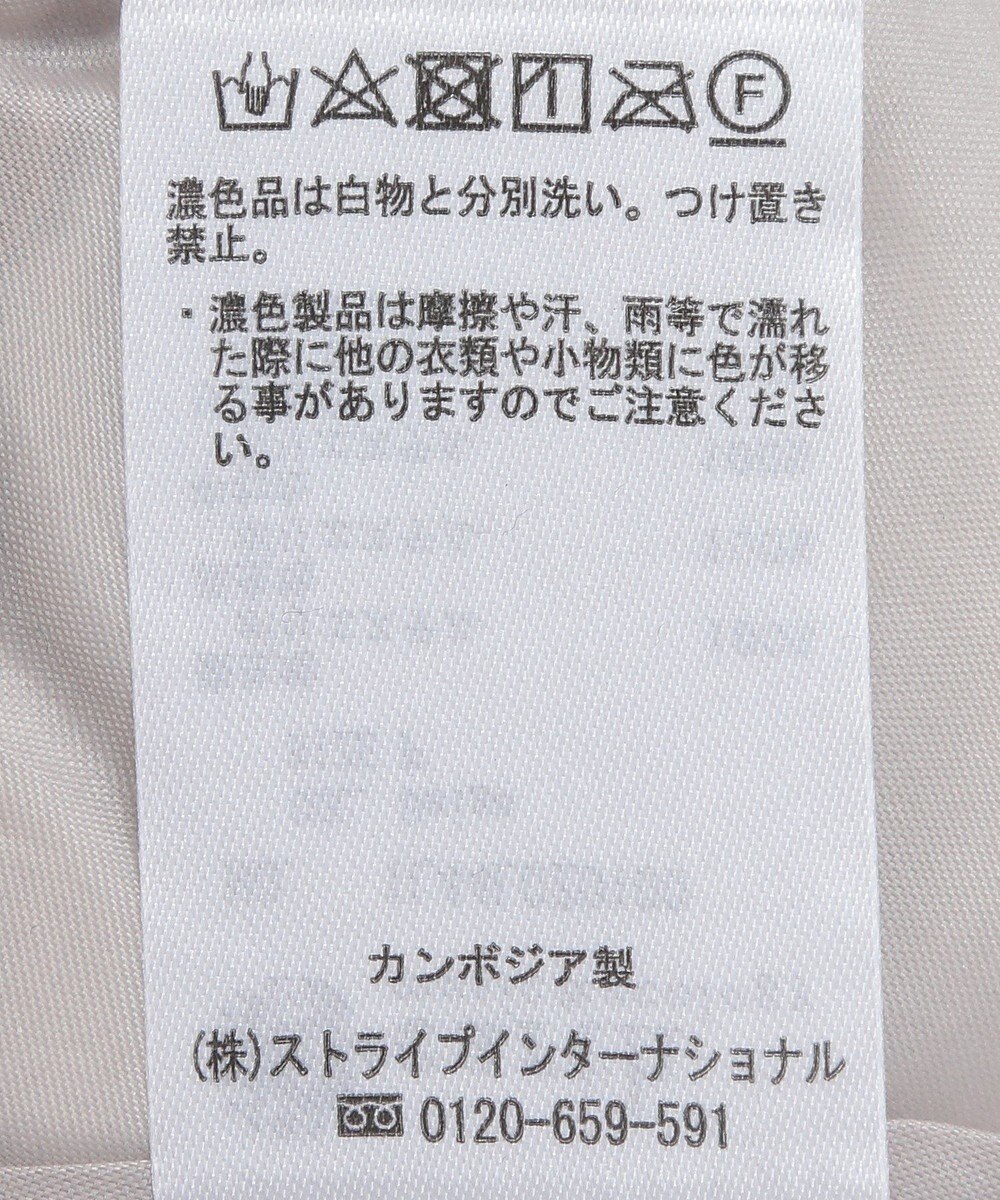 F
濃色品は白物と分別洗い。つけ置き
禁止。
・濃色製品は摩擦や汗、雨等で濡れ
た際に他の衣類や小物類に色が移
る事がありますのでご注意くださ
い。
カンボジア製
(株)ストライプインターナショナル
0120-659-591